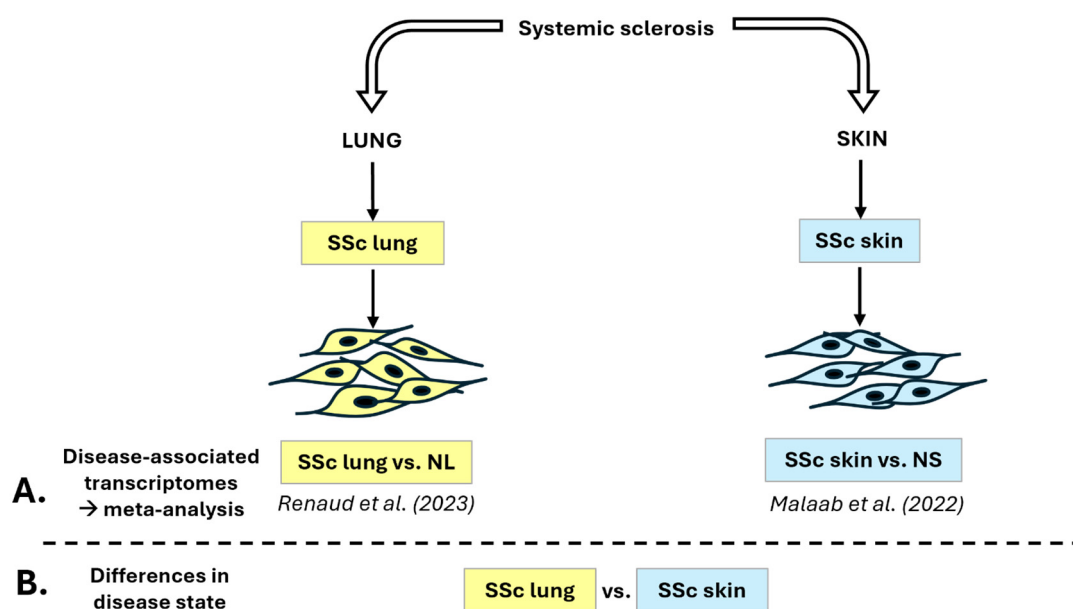 Systemic sclerosis
LUNG
SKIN
SSc lung
SSc skin
A.
Disease-associated
transcriptomes
→ meta-analysis
SSc lung vs. NL
Renaud et al. (2023)
SSc skin vs. NS
Malaab et al. (2022)
B.
Differences in
disease state
SSc lung vs. SSc skin